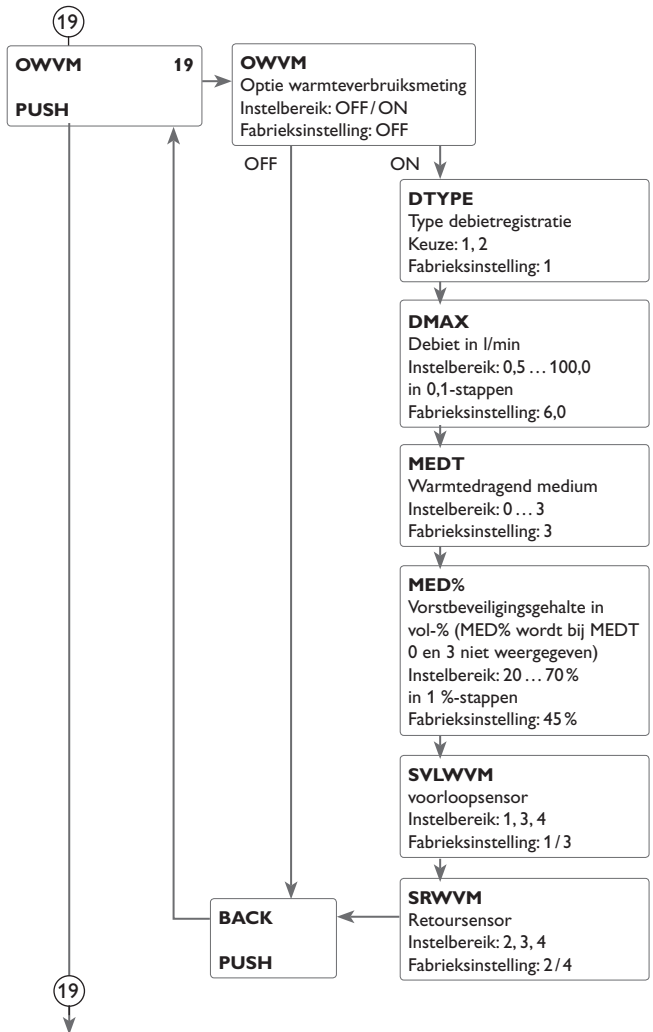 19
OWVM 19
PUSH
OWVM
Optie warmteverbruiksmeting
Instelbereik: OFF/ON
Fabrieksinstelling: OFF
OFF
ON
DTYPE
Type debietregistratie
Keuze: 1, 2
Fabrieksinstelling: 1
DMAX
Debiet in l/min
Instelbereik: 0,5 … 100,0
in 0,1-stappen
Fabrieksinstelling: 6,0
MEDT
Warmtedragend medium
Instelbereik: 0 … 3
Fabrieksinstelling: 3
MED%
Vorstbeveiligingsgehalte in
vol-% (MED% wordt bij MEDT
0 en 3 niet weergegeven)
Instelbereik: 20 … 70 %
in 1 %-stappen
Fabrieksinstelling: 45 %
SVLWVM
voorloopsensor
Instelbereik: 1, 3, 4
Fabrieksinstelling: 1/3
SRWVM
Retoursensor
Instelbereik: 2, 3, 4
Fabrieksinstelling: 2/4
BACK
PUSH
19